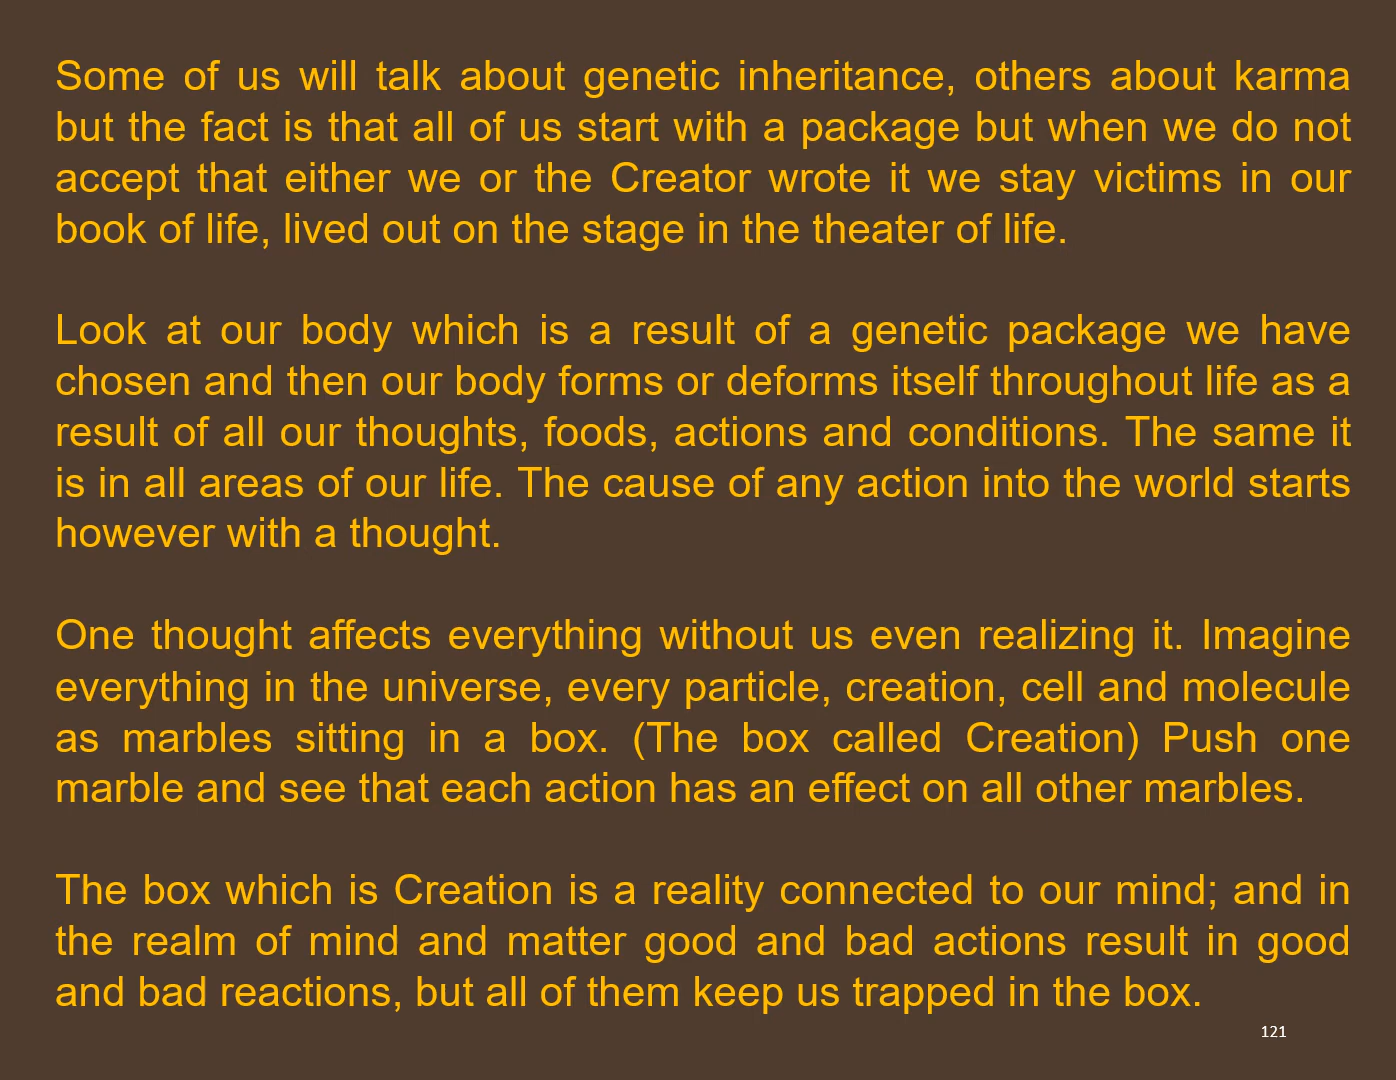 Some of us will talk about genetic inheritance, others about karma
but the fact is that all of us start with a package but when we do not
accept that either we or the Creator wrote it we stay victims in our
book of life, lived out on the stage in the theater of life.
Look at our body which is a result of a genetic package we have
chosen and then our body forms or deforms itself throughout life as a
result of all our thoughts, foods, actions and conditions. The same it
is in all areas of our life. The cause of any action into the world starts
however with a thought.
One thought affects everything without us even realizing it. Imagine
everything in the universe, every particle, creation, cell and molecule
as marbles sitting in a box. (The box called Creation) Push one
marble and see that each action has an effect on all other marbles.
The box which is Creation is a reality connected to our mind; and in
the realm of mind and matter good and bad actions result in good
and bad reactions, but all of them keep us trapped in the box.
121